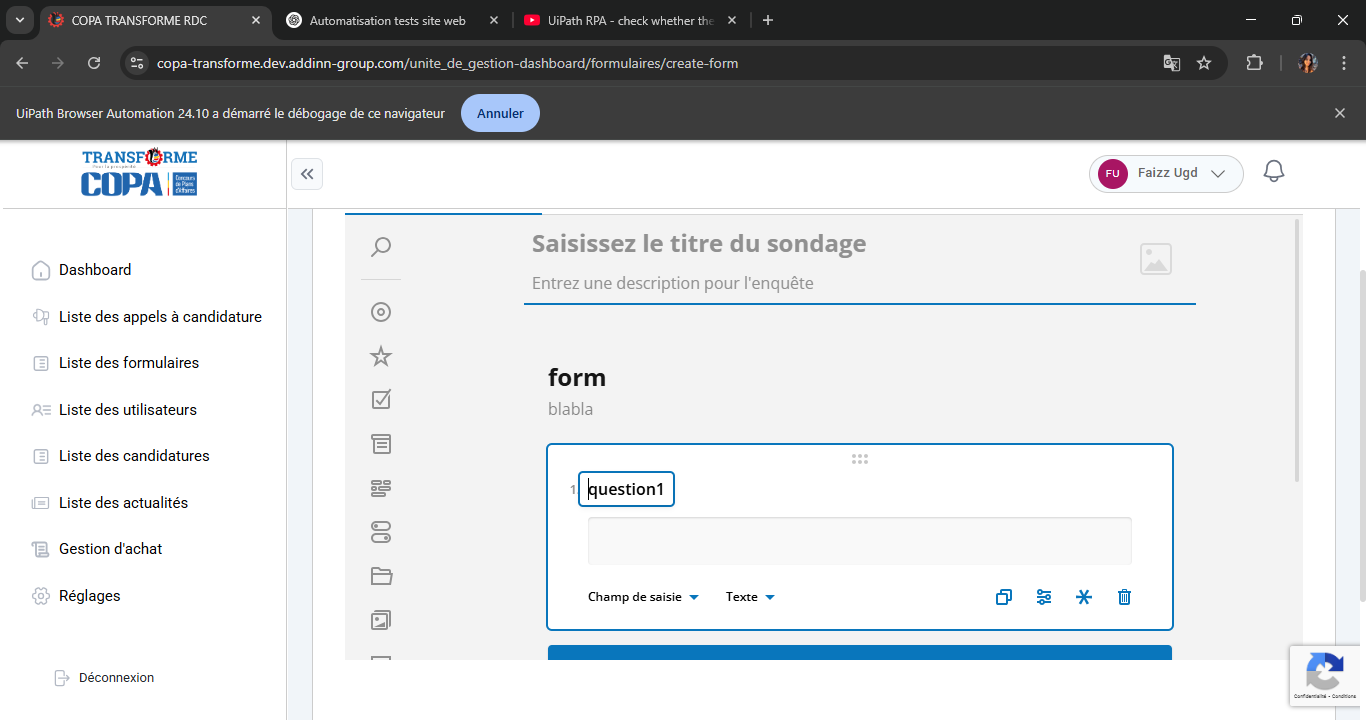 COPA TRANSFORME RDC
Automatisation tests site web
UiPath RPA - check whether the
copa-transforme.dev.addinn-group.com/unite_de_gestion-dashboard/formulaires/create-form
UiPath Browser Automation 24.10 a démarré le débogage de ce navigateur
Annuler
TRANSFORME
Pour la prospérité
COPA
Concours de Plans d'Affaires
FU
Faizz Ugd
Dashboard
Liste des appels à candidature
Liste des formulaires
Liste des utilisateurs
Liste des candidatures
Liste des actualités
Gestion d'achat
Réglages
Déconnexion
Saisissez le titre du sondage
Entrez une description pour l'enquête
form
blabla
1
question1
Champ de saisie
Texte
Confidentialité - Conditions